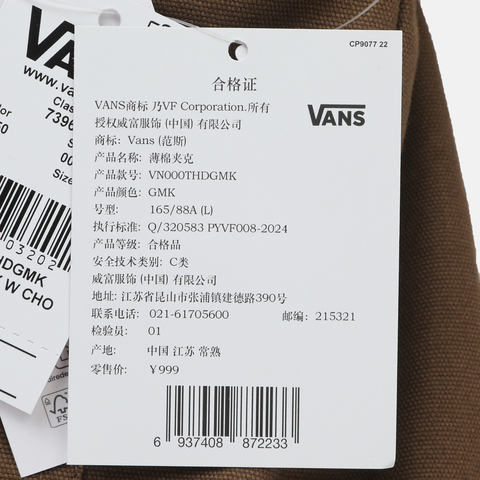 CP9077 22
合格证
VANS商标 乃VF Corporation.所有
授权威富服饰 (中国) 有限公司
VANS
商标: Vans (范斯)
产品名称: 薄棉夹克
产品款号: VN000THDGMK
产品颜色: GMK
号型: 165/88A (L)
执行标准: Q/320583 PYVF008-2024
产品等级: 合格品
安全技术类别: C类
威富服饰 (中国) 有限公司
地址: 江苏省昆山市张浦镇建德路390号
联系电话: 021-61705600 邮编: 215321
检验员: 01
产地: 中国 江苏 常熟
零售价: ￥999
6 937408 872233
VA
www.va
Clas
7396
00
Size
03202
HDGMK
K W CHO